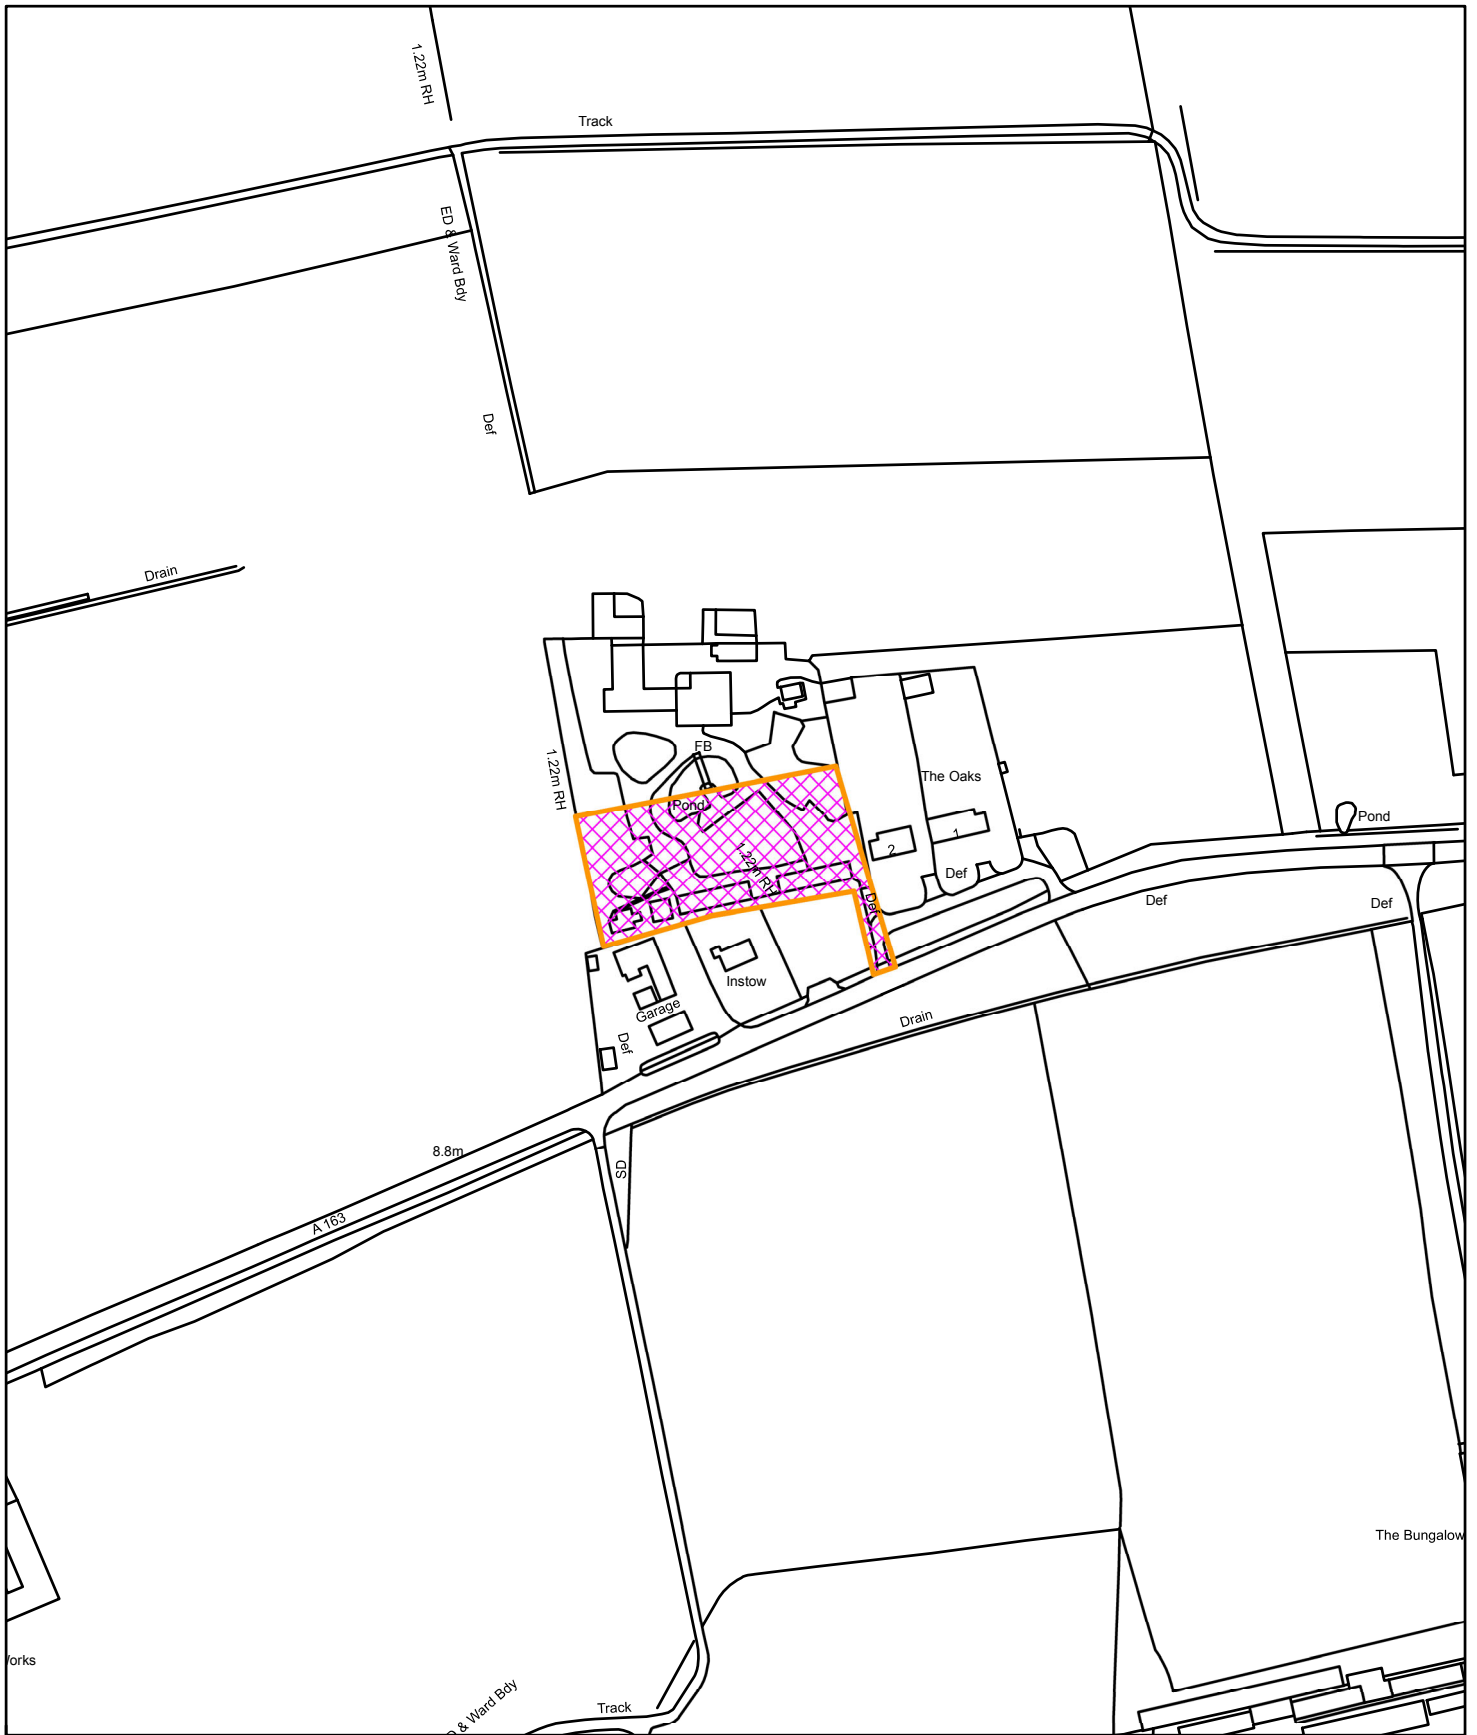 1.22m RH
Track
ED & Ward Bdy
Def
Drain
FB
1.22m RH
The Oaks
Pond
Pond
1
2
1.22m RH
Def
Def
Def
Def
Instow
Garage
Drain
Def
8.8m
SD
A 163
The Bungalow
orks
& Ward Bdy
Track